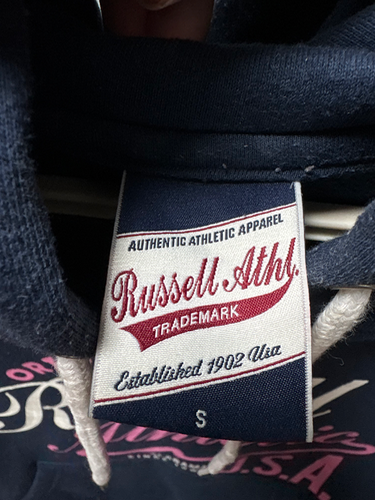 AUTHENTIC ATHLETIC APPAREL
Russell Athl.
TRADEMARK
Established 1902 Usa
S
U.S.A